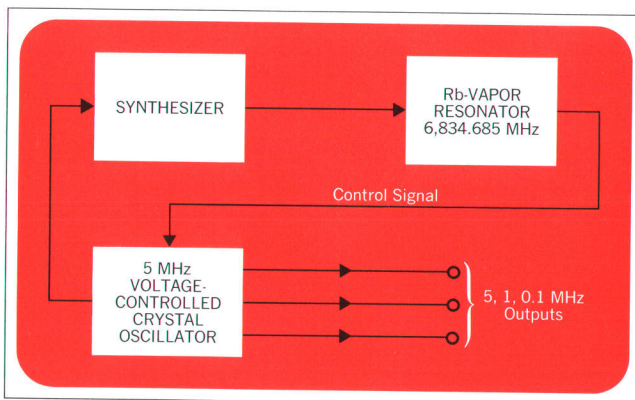 SYNTHESIZER
Rb-VAPOR
RESONATOR
6,834.685 MHz
Control Signal
5 MHz
VOLTAGE-
CONTROLLED
CRYSTAL
OSCILLATOR
5, 1, 0.1 MHz
Outputs